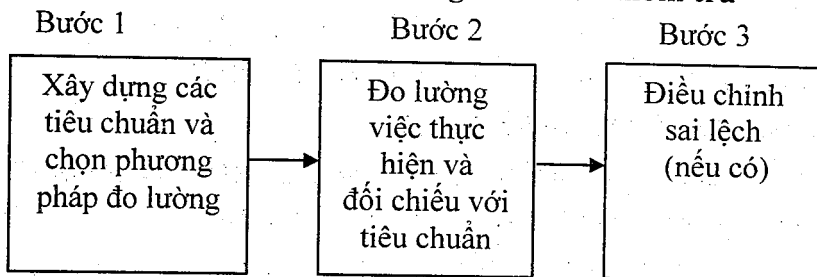 Bước 1
Bước 2
Bước 3
Xây dựng các
tiêu chuẩn và
chọn phương
pháp đo lường
Đo lường
việc thực
hiện và
đối chiếu với
tiêu chuẩn
Điều chỉnh
sai lệch
(nếu có)